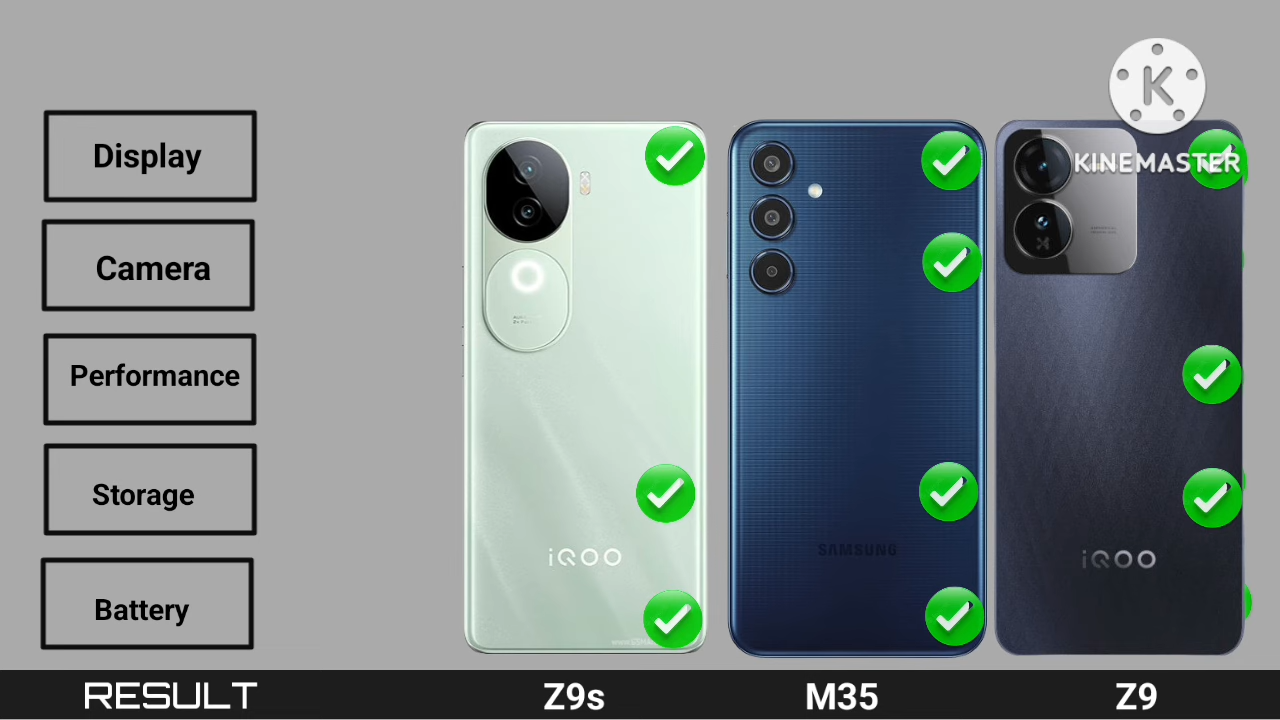 K
KINEMASTER
Display
Camera
Performance
Storage
Battery
iQOO
SAMSUNG
iQOO
RESULT
Z9s
M35
Z9